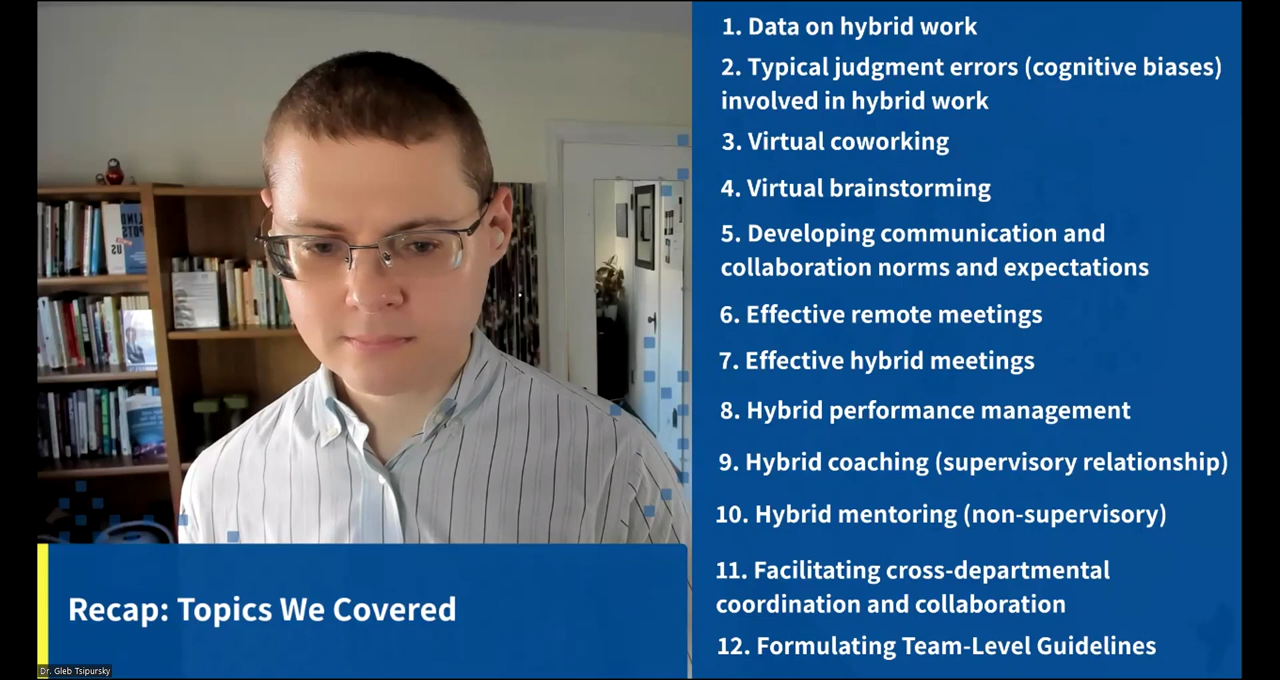 1. Data on hybrid work
2. Typical judgment errors (cognitive biases)
involved in hybrid work
3. Virtual coworking
4. Virtual brainstorming
5. Developing communication and
collaboration norms and expectations
6. Effective remote meetings
7. Effective hybrid meetings
8. Hybrid performance management
9. Hybrid coaching (supervisory relationship)
10. Hybrid mentoring (non-supervisory)
11. Facilitating cross-departmental
coordination and collaboration
12. Formulating Team-Level Guidelines
Recap: Topics We Covered
Dr. Gleb Tsipursky